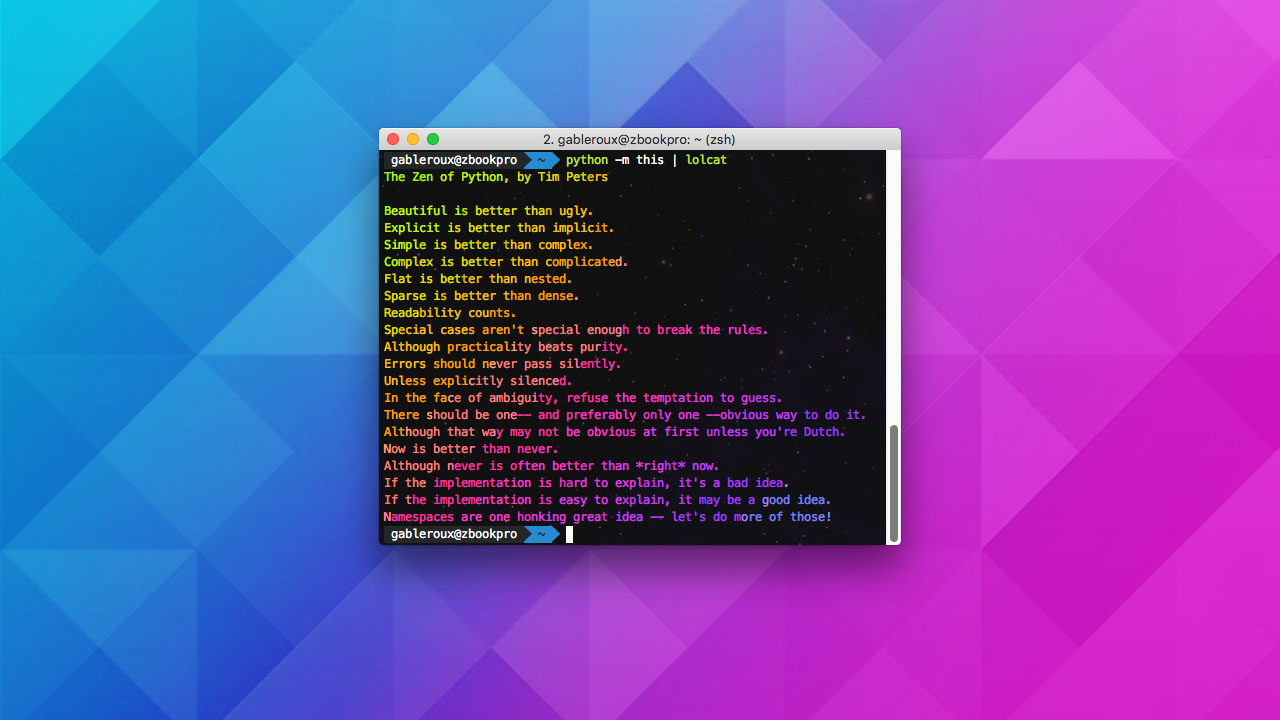 2. gableroux@zbookpro: ~ (zsh)
gableroux@zbookpro ~ python -m this | lolcat
The Zen of Python, by Tim Peters
Beautiful is better than ugly.
Explicit is better than implicit.
Simple is better than complex.
Complex is better than complicated.
Flat is better than nested.
Sparse is better than dense.
Readability counts.
Special cases aren't special enough to break the rules.
Although practicality beats purity.
Errors should never pass silently.
Unless explicitly silenced.
In the face of ambiguity, refuse the temptation to guess.
There should be one-- and preferably only one --obvious way to do it.
Although that way may not be obvious at first unless you're Dutch.
Now is better than never.
Although never is often better than *right* now.
If the implementation is hard to explain, it's a bad idea.
If the implementation is easy to explain, it may be a good idea.
Namespaces are one honking great idea -- let's do more of those!
gableroux@zbookpro ~